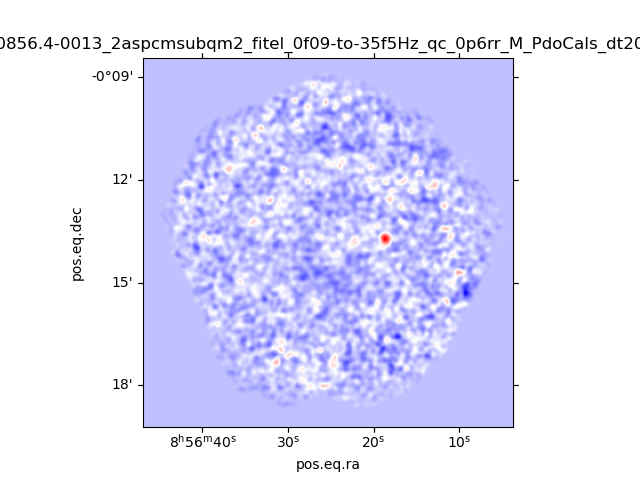 0856.4-0013_2aspcmsubqm2_fitel_0f09-to-35f5Hz_qc_0p6rr_M_PdoCals_dt20
-0°09'
12'
15'
18'
pos.eq.dec
8h56m40s 30s 20s 10s
pos.eq.ra